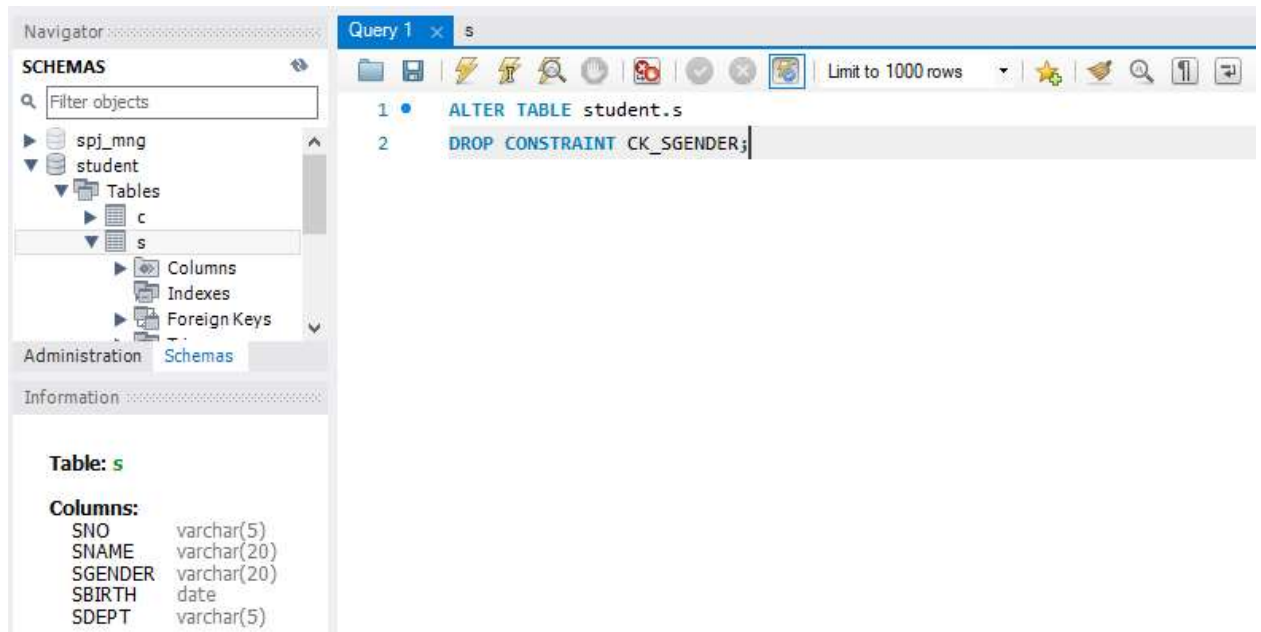 Navigator
SCHEMAS
Filter objects
spj_mng
student
Tables
c
s
Columns
Indexes
Foreign Keys
Administration Schemas
Information
Table: s
Columns:
SNO varchar(5)
SNAME varchar(20)
SGENDER varchar(20)
SBIRTH date
SDEPT varchar(5)
Query 1 s
Limit to 1000 rows
1 ALTER TABLE student.s
2 DROP CONSTRAINT CK_SGENDER;